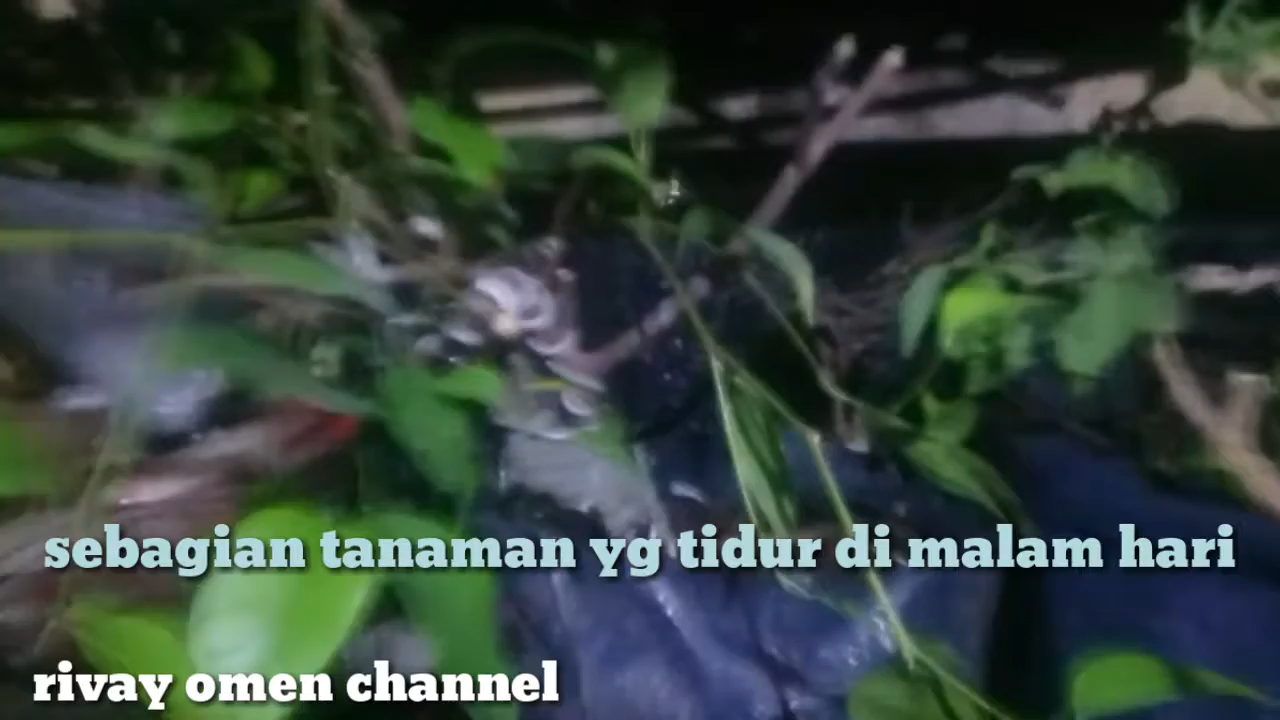 sebagian tanaman yg tidur di malam hari
rivay omen channel